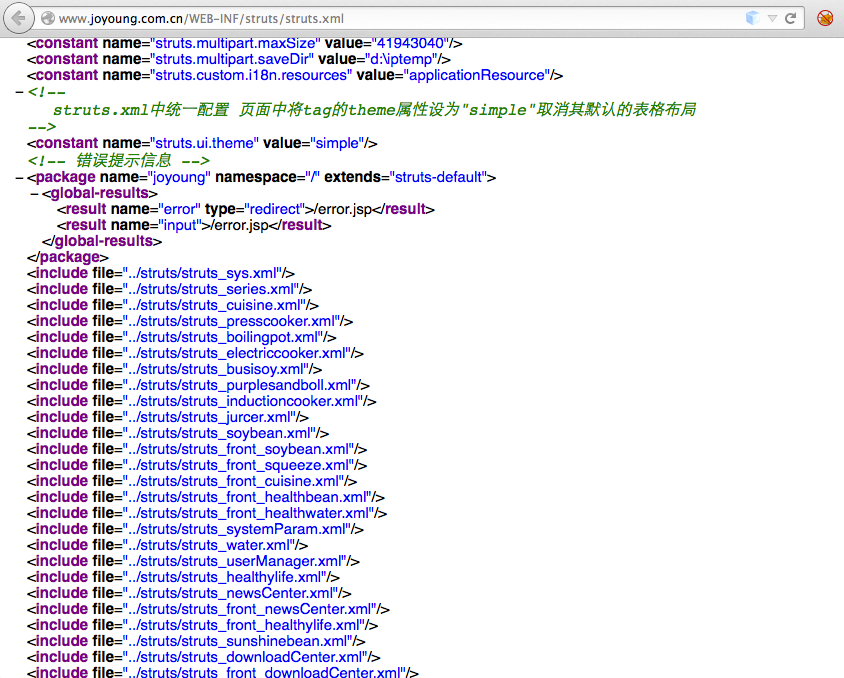 www.joyoung.com.cn/WEB-INF/struts/struts.xml
<constant name="struts.multipart.maxSize" value="41943040"/>
<constant name="struts.multipart.saveDir" value="d:\iptemp"/>
<constant name="struts.custom.i18n.resources" value="applicationResource"/>
−<!--
struts.xml中统一配置 页面中将tag的theme属性设为"simple"取消其默认的表格布局
-->
<constant name="struts.ui.theme" value="simple"/>
<!-- 错误提示信息 -->
−<package name="joyoung" namespace="/" extends="struts-default">
−<global-results>
<result name="error" type="redirect">/error.jsp</result>
<result name="input">/error.jsp</result>
</global-results>
</package>
<include file="../struts/struts_sys.xml"/>
<include file="../struts/struts_series.xml"/>
<include file="../struts/struts_cuisine.xml"/>
<include file="../struts/struts_presscooker.xml"/>
<include file="../struts/struts_boilingpot.xml"/>
<include file="../struts/struts_electriccooker.xml"/>
<include file="../struts/struts_busisoy.xml"/>
<include file="../struts/struts_purplesandboll.xml"/>
<include file="../struts/struts_inductioncooker.xml"/>
<include file="../struts/struts_jurcer.xml"/>
<include file="../struts/struts_soybean.xml"/>
<include file="../struts/struts_front_soybean.xml"/>
<include file="../struts/struts_front_squeeze.xml"/>
<include file="../struts/struts_front_cuisine.xml"/>
<include file="../struts/struts_front_healthbean.xml"/>
<include file="../struts/struts_front_healthwater.xml"/>
<include file="../struts/struts_systemParam.xml"/>
<include file="../struts/struts_water.xml"/>
<include file="../struts/struts_userManager.xml"/>
<include file="../struts/struts_healthylife.xml"/>
<include file="../struts/struts_newsCenter.xml"/>
<include file="../struts/struts_front_newsCenter.xml"/>
<include file="../struts/struts_front_healthylife.xml"/>
<include file="../struts/struts_sunshinebean.xml"/>
<include file="../struts/struts_downloadCenter.xml"/>
<include file="../struts/struts_front_downloadCenter.xml"/>